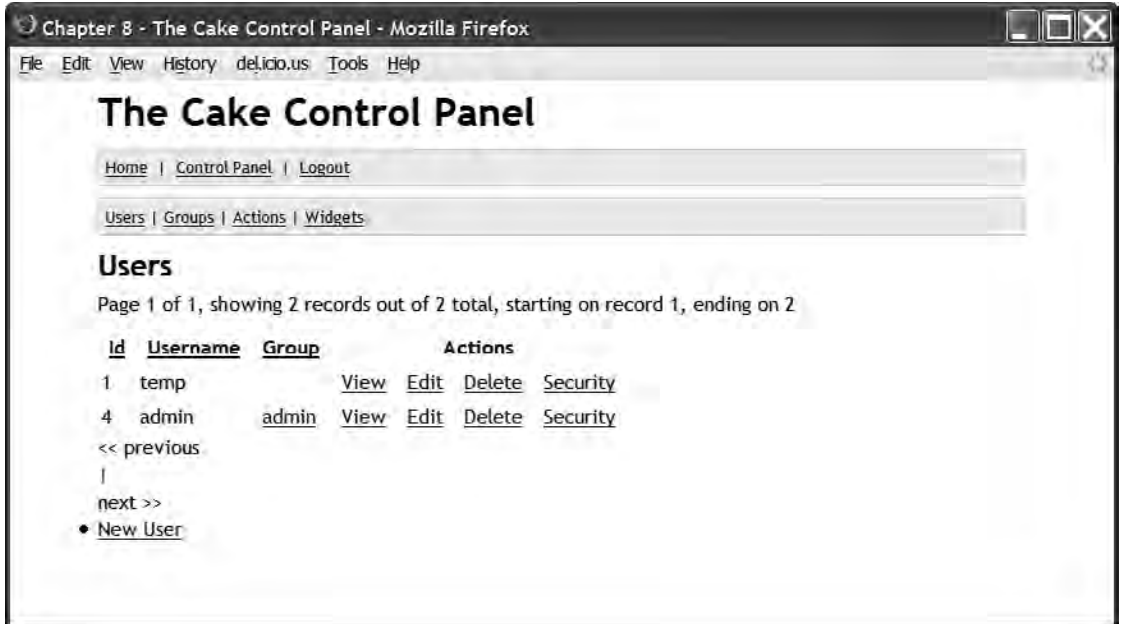 Chapter 8 - The Cake Control Panel - Mozilla Firefox
File Edit View History del.icio.us Tools Help
The Cake Control Panel
Home | Control Panel | Logout
Users | Groups | Actions | Widgets
Users
Page 1 of 1, showing 2 records out of 2 total, starting on record 1, ending on 2
Id Username Group Actions
1 temp View Edit Delete Security
4 admin admin View Edit Delete Security
<< previous
|
next >>
• New User